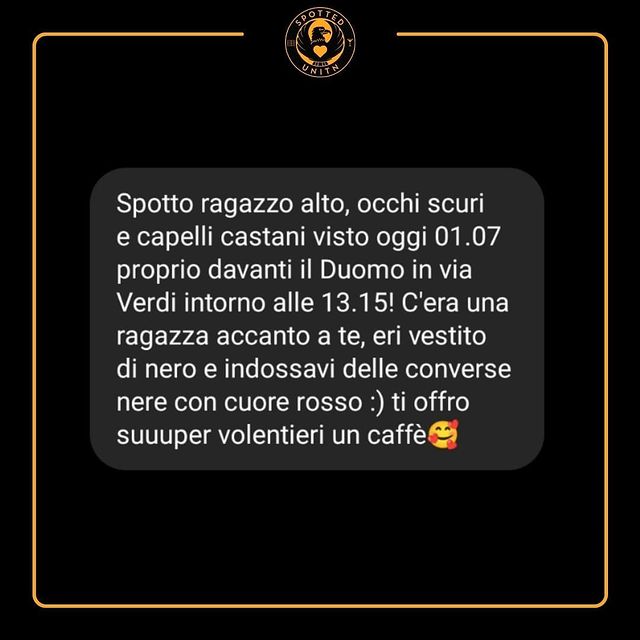 SPOTTED
UNITN
Spotto ragazzo alto, occhi scuri
e capelli castani visto oggi 01.07
proprio davanti il Duomo in via
Verdi intorno alle 13.15! C'era una
ragazza accanto a te, eri vestito
di nero e indossavi delle converse
nere con cuore rosso :) ti offro
suuuper volentieri un caffè🥰